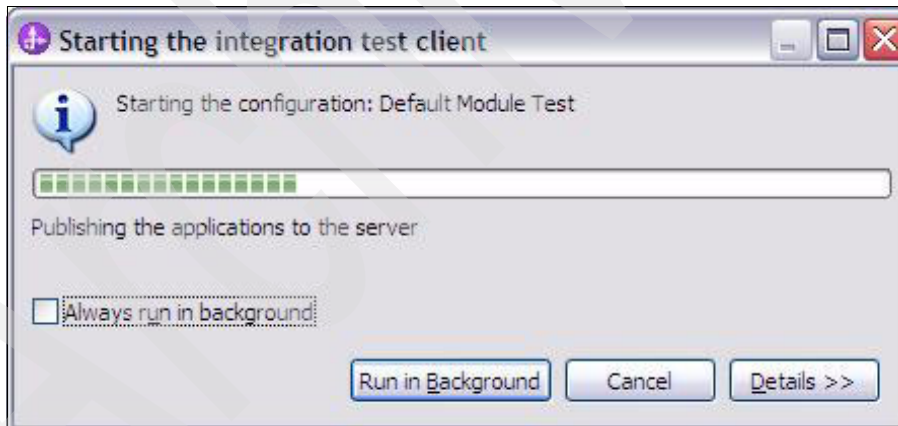 Starting the integration test client
Starting the configuration: Default Module Test
Publishing the applications to the server
Always run in background
Run in Background Cancel Details >>